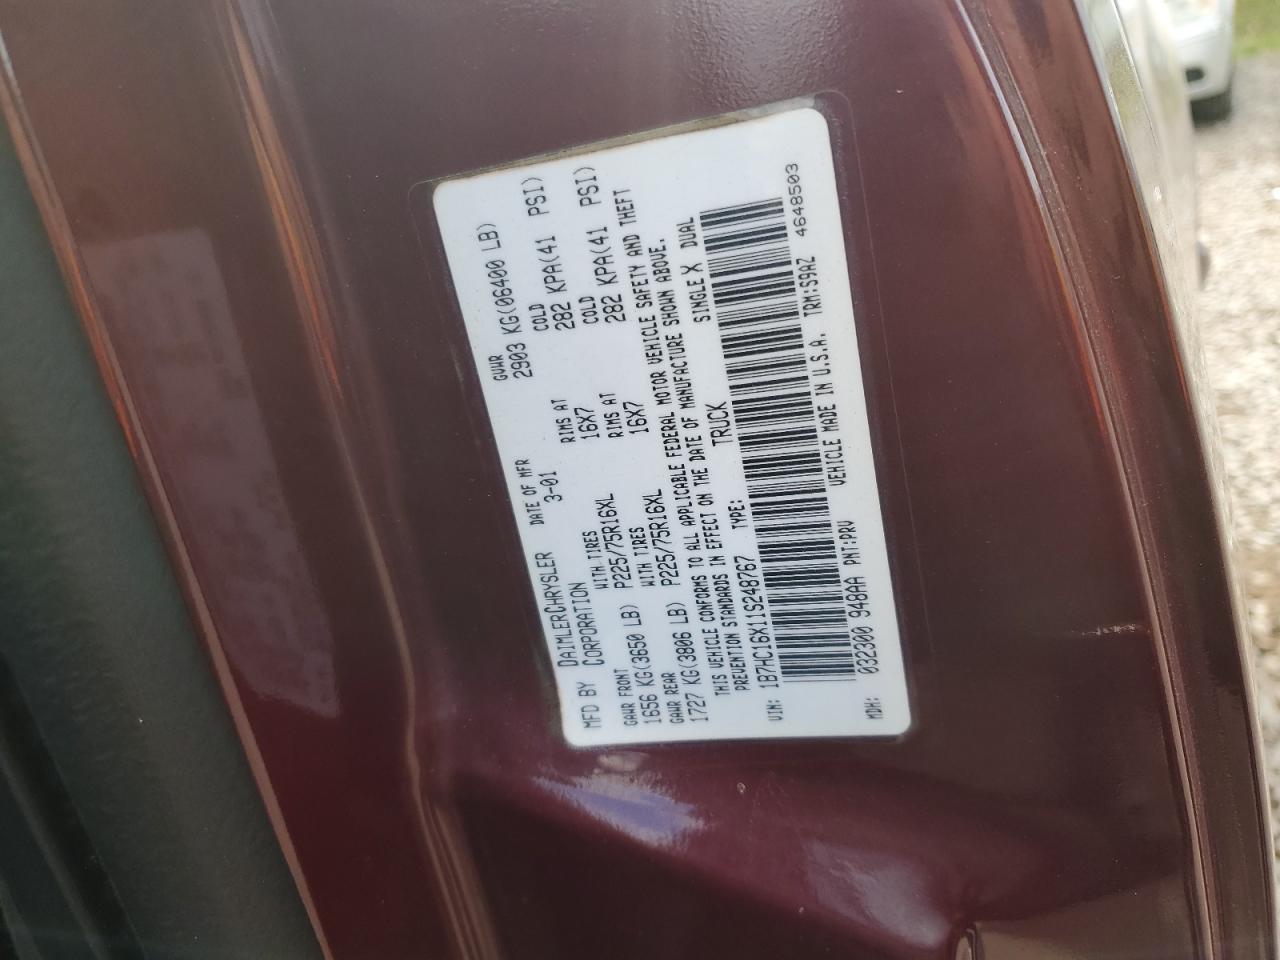 MFD BY DAIMLERCHRYSLER CORPORATION DATE OF MFR 3-01 GVWR 2903 KG(06400 LB)
GAWR FRONT WITH TIRES RIMS AT COLD
1656 KG(3650 LB) P225/75R16XL 16X7 282 KPA(41 PSI)
GAWR REAR WITH TIRES RIMS AT COLD
1727 KG(3806 LB) P225/75R16XL 16X7 282 KPA(41 PSI)
THIS VEHICLE CONFORMS TO ALL APPLICABLE FEDERAL MOTOR VEHICLE SAFETY AND THEFT
PREVENTION STANDARDS IN EFFECT ON THE DATE OF MANUFACTURE SHOWN ABOVE.
VIN: 1B7HC16X11S248767 TYPE: TRUCK SINGLE X DUAL
MDH: 032300 948AA PNT:PRV VEHICLE MADE IN U.S.A. TRM:S9AZ 4648503